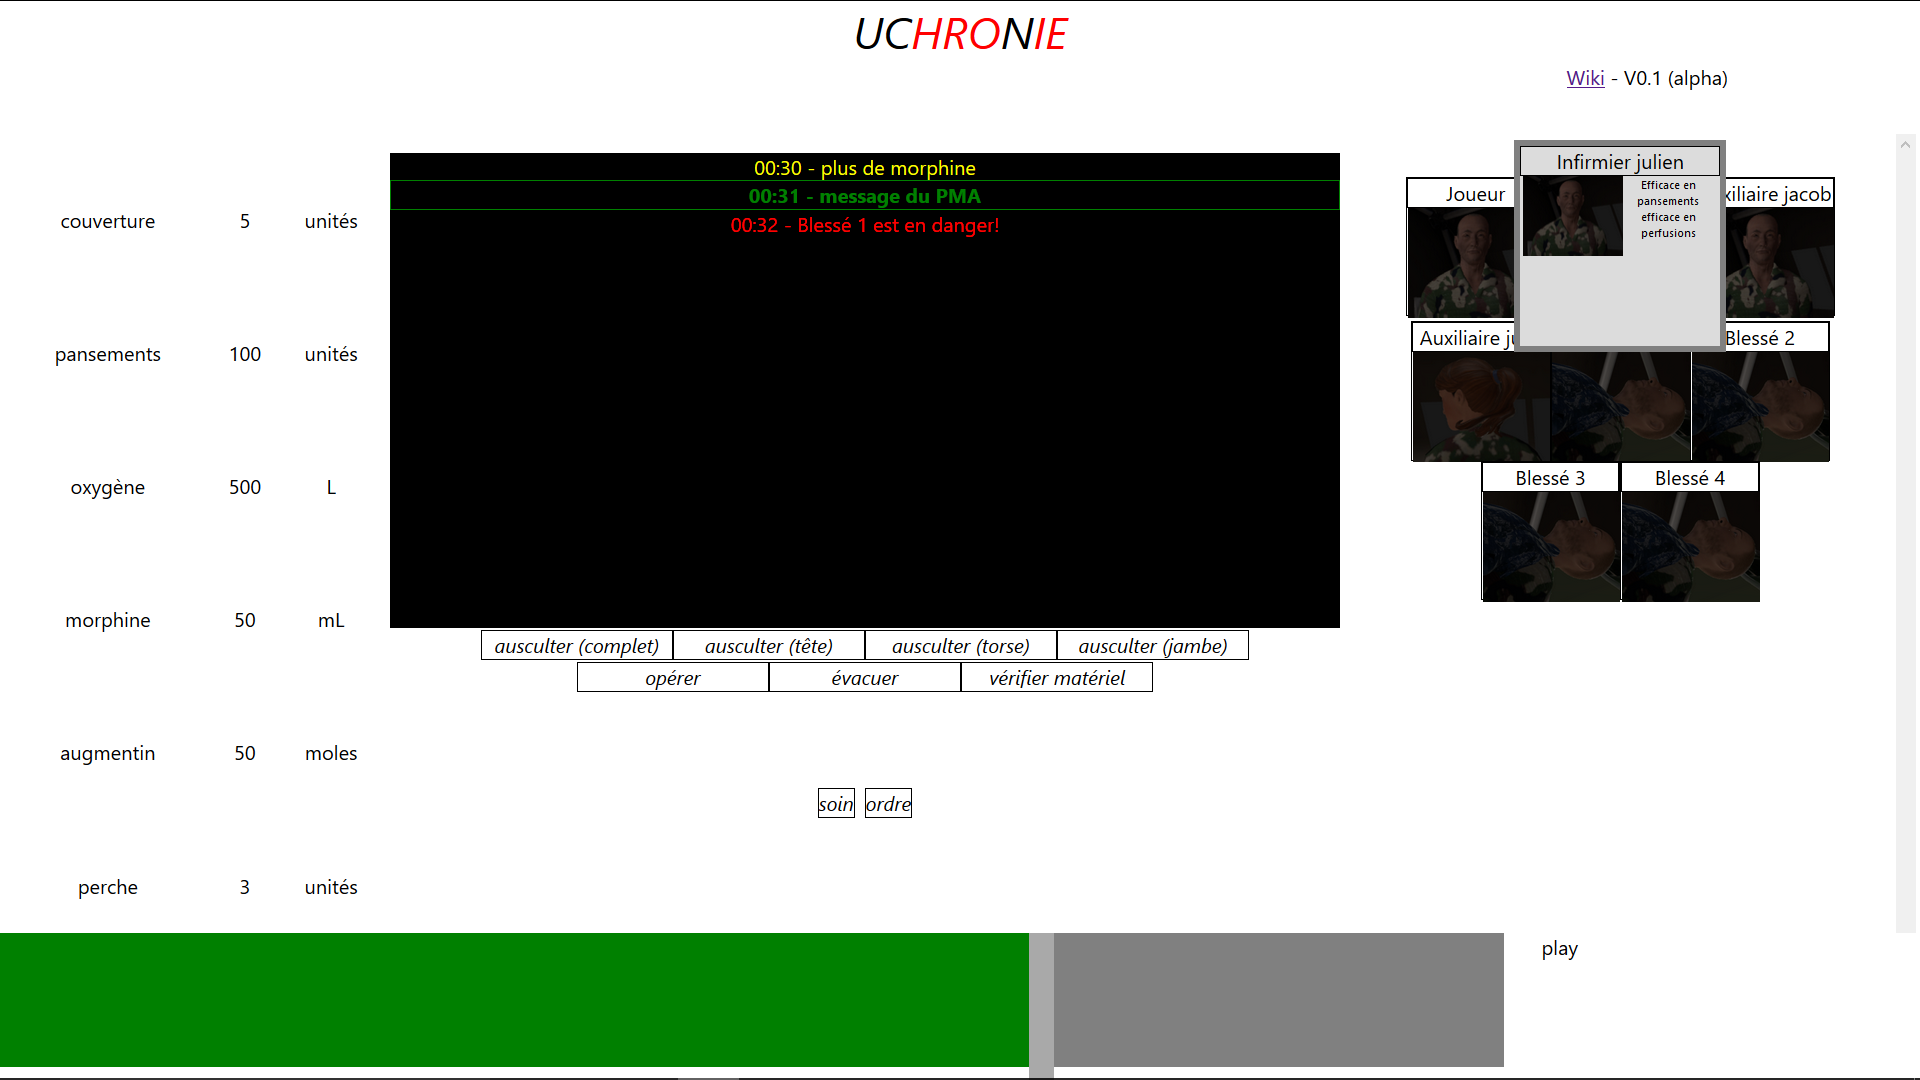 UCHRONIE
Wiki - V0.1 (alpha)
couverture 5 unités
pansements 100 unités
oxygène 500 L
morphine 50 mL
augmentin 50 moles
perche 3 unités
00:30 - plus de morphine
00:31 - message du PMA
00:32 - Blessé 1 est en danger!
ausculter (complet) ausculter (tête) ausculter (torse) ausculter (jambe)
opérer évacuer vérifier matériel
soin ordre
Joueur
Infirmier julien
Efficace en
pansements
efficace en
perfusions
xiliaire jacob
Auxiliaire ju
Blessé 2
Blessé 3 Blessé 4
play